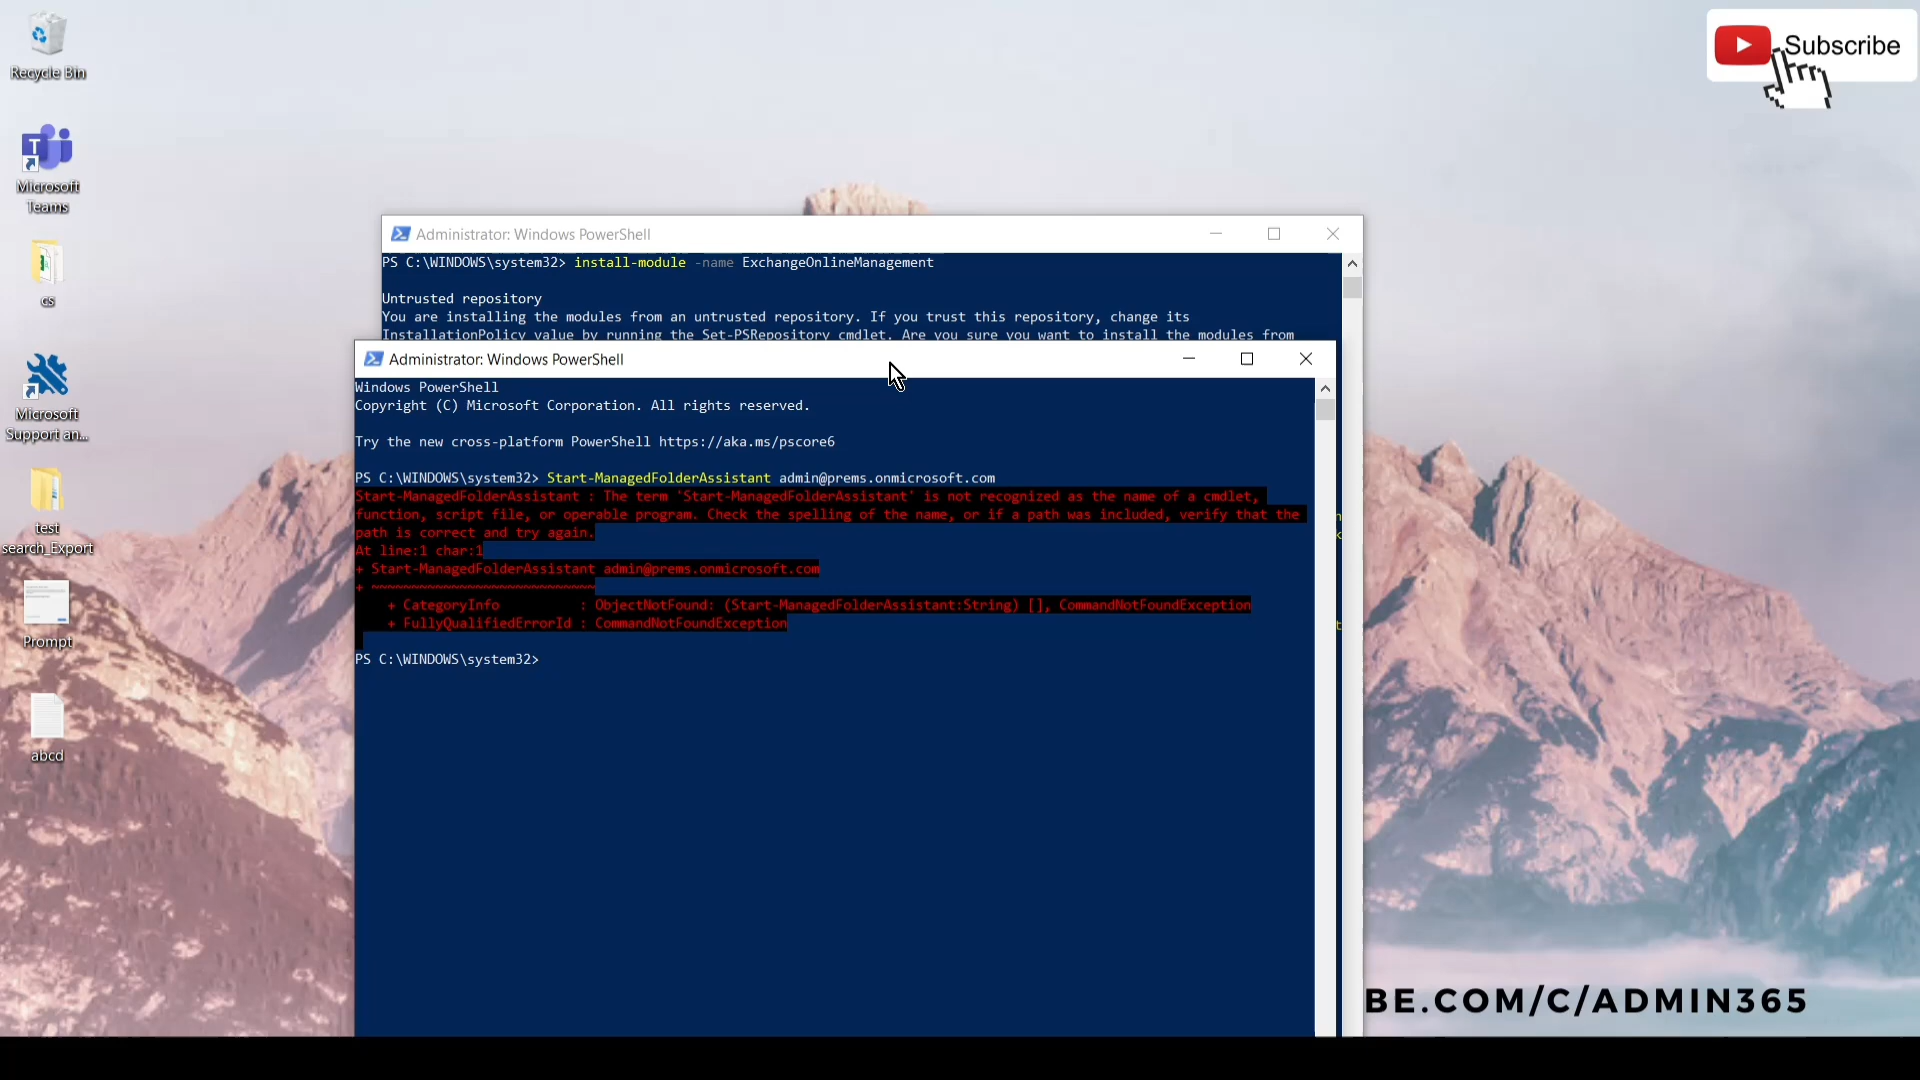 Recycle Bin
Microsoft
Teams
cs
Microsoft
Support an...
test
search_Export
Prompt
abcd
Subscribe
Administrator: Windows PowerShell
PS C:\WINDOWS\system32> install-module -name ExchangeOnlineManagement
Untrusted repository
You are installing the modules from an untrusted repository. If you trust this repository, change its
InstallationPolicy value by running the Set-PSRepository cmdlet. Are you sure you want to install the modules from
Administrator: Windows PowerShell
Windows PowerShell
Copyright (C) Microsoft Corporation. All rights reserved.
Try the new cross-platform PowerShell https://aka.ms/pscore6
PS C:\WINDOWS\system32> Start-ManagedFolderAssistant admin@prems.onmicrosoft.com
Start-ManagedFolderAssistant : The term 'Start-ManagedFolderAssistant' is not recognized as the name of a cmdlet,
function, script file, or operable program. Check the spelling of the name, or if a path was included, verify that the
path is correct and try again.
At line:1 char:1
+ Start-ManagedFolderAssistant admin@prems.onmicrosoft.com
+ ~~~~~~~~~~~~~~~~~~~~~~~~~~~~
+ CategoryInfo : ObjectNotFound: (Start-ManagedFolderAssistant:String) [], CommandNotFoundException
+ FullyQualifiedErrorId : CommandNotFoundException
PS C:\WINDOWS\system32>
BE.COM/C/ADMIN365